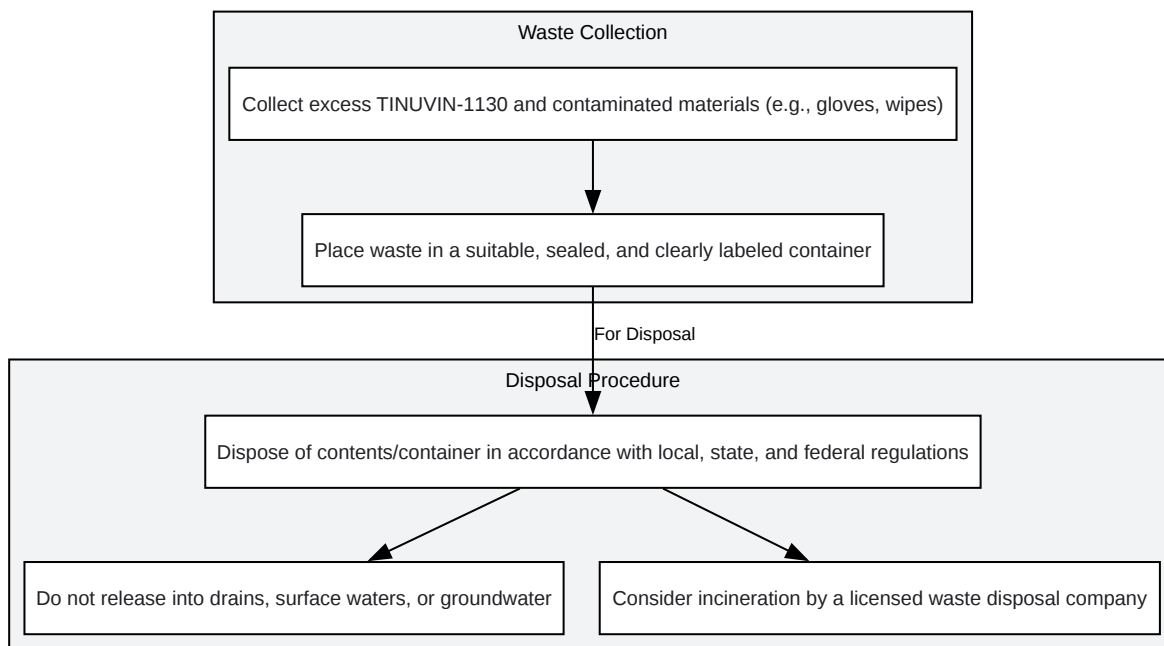 Waste Collection
Collect excess TINUVIN-1130 and contaminated materials (e.g., gloves, wipes)
Place waste in a suitable, sealed, and clearly labeled container
For Disposal
Disposal Procedure
Dispose of contents/container in accordance with local, state, and federal regulations
Do not release into drains, surface waters, or groundwater
Consider incineration by a licensed waste disposal company